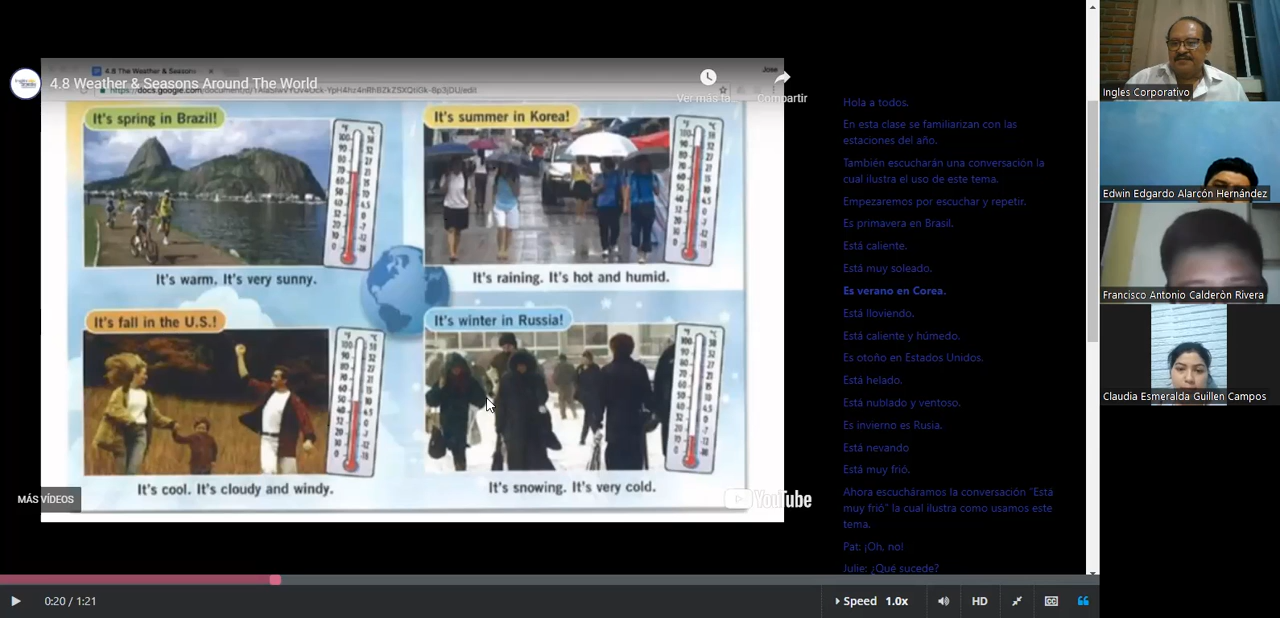 4.8 Weather & Seasons Around The World
Ver más ta...
Compartir
It's spring in Brazil!
It's summer in Korea!
It's warm. It's very sunny.
It's raining. It's hot and humid.
It's fall in the U.S.!
It's winter in Russia!
It's cool. It's cloudy and windy.
It's snowing. It's very cold.
MÁS VÍDEOS
YouTube
Hola a todos.
En esta clase se familiarizan con las
estaciones del año.
También escucharán una conversación la
cual ilustra el uso de este tema.
Empezaremos por escuchar y repetir.
Es primavera en Brasil.
Está caliente.
Está muy soleado.
Es verano en Corea.
Está lloviendo.
Está caliente y húmedo.
Es otoño en Estados Unidos.
Está helado.
Está nublado y ventoso.
Es invierno es Rusia.
Está nevando
Está muy frió.
Ahora escucháramos la conversación "Está
muy frió" la cual ilustra como usamos este
tema.
Pat: ¡Oh, no!
Julie: ¿Qué sucede?
0:20 / 1:21
Speed 1.0x
HD
CC
Ingles Corporativo
Edwin Edgardo Alarcón Hernández
Francisco Antonio Calderòn Rivera
Claudia Esmeralda Guillen Campos